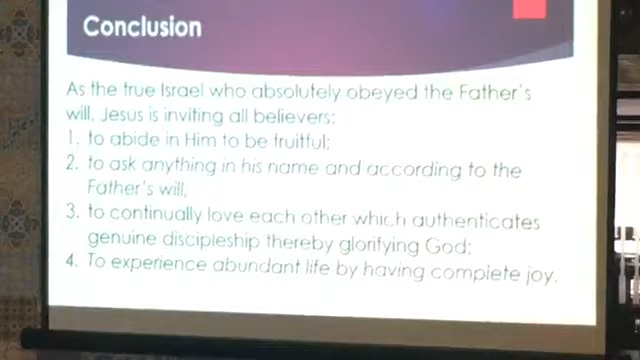 Conclusion
As the true Israel who absolutely obeyed the Father's
will, Jesus is inviting all believers:
1. to abide in Him to be fruitful;
2. to ask anything in his name and according to the
Father's will,
3. to continually love each other which authenticates
genuine discipleship thereby glorifying God;
4. To experience abundant life by having complete joy.